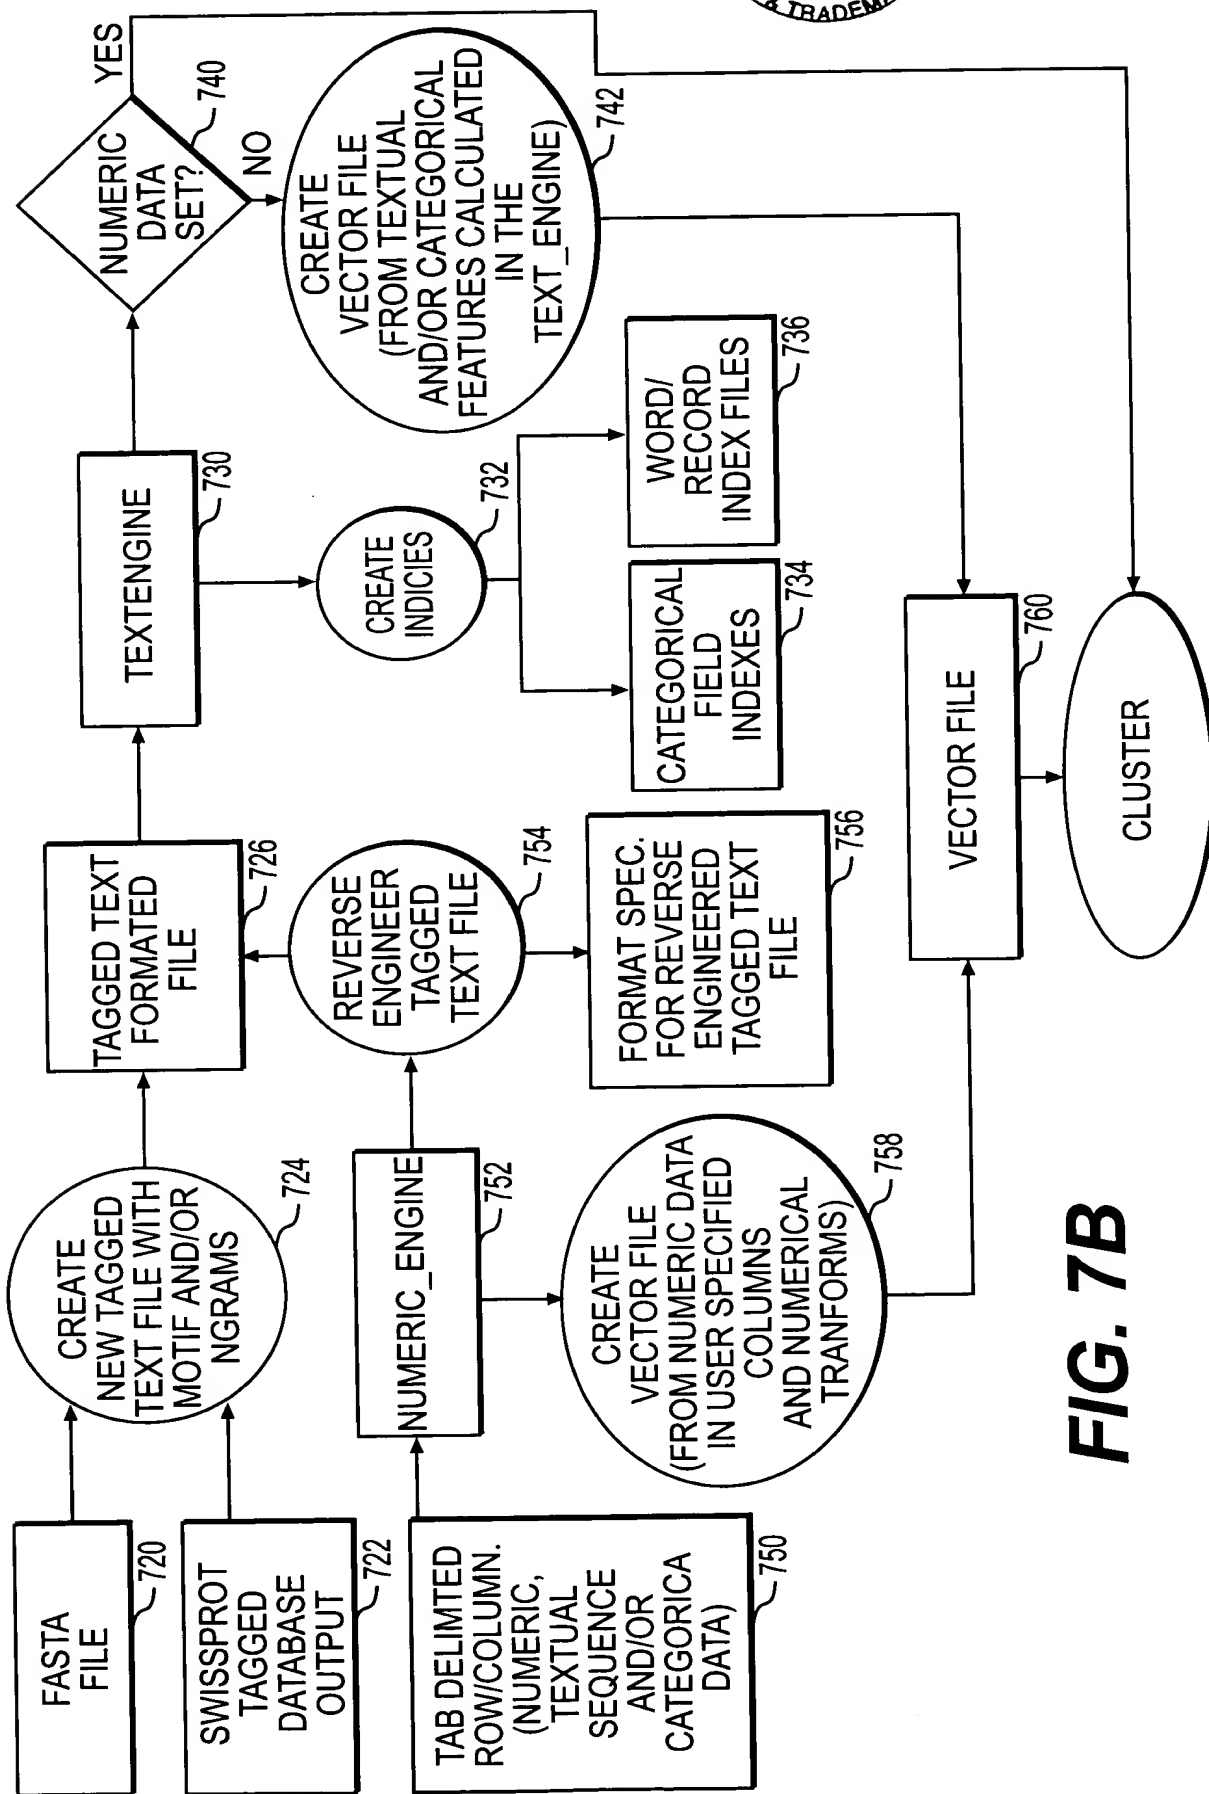 & TRADEM
FASTA
FILE
720
SWISSPROT
TAGGED
DATABASE
OUTPUT
722
TAB DELIMTED
ROW/COLUMN.
(NUMERIC,
TEXTUAL
SEQUENCE
AND/OR
CATEGORICA
DATA)
750
CREATE
NEW TAGGED
TEXT FILE WITH
MOTIF AND/OR
NGRAMS
724
NUMERIC_ENGINE
752
CREATE
VECTOR FILE
(FROM NUMERIC DATA
IN USER SPECIFIED
COLUMNS
AND NUMERICAL
TRANFORMS)
758
TAGGED TEXT
FORMATED
FILE
726
REVERSE
ENGINEER
TAGGED
TEXT FILE
754
FORMAT SPEC.
FOR REVERSE
ENGINEERED
TAGGED TEXT
FILE
756
TEXTENGINE
730
CREATE
INDICIES
732
CATEGORICAL
FIELD
INDEXES
734
WORD/
RECORD
INDEX FILES
736
NUMERIC
DATA
SET?
740
YES
NO
CREATE
VECTOR FILE
(FROM TEXTUAL
AND/OR CATEGORICAL
FEATURES CALCULATED
IN THE
TEXT_ENGINE)
742
VECTOR FILE
760
CLUSTER
FIG. 7B